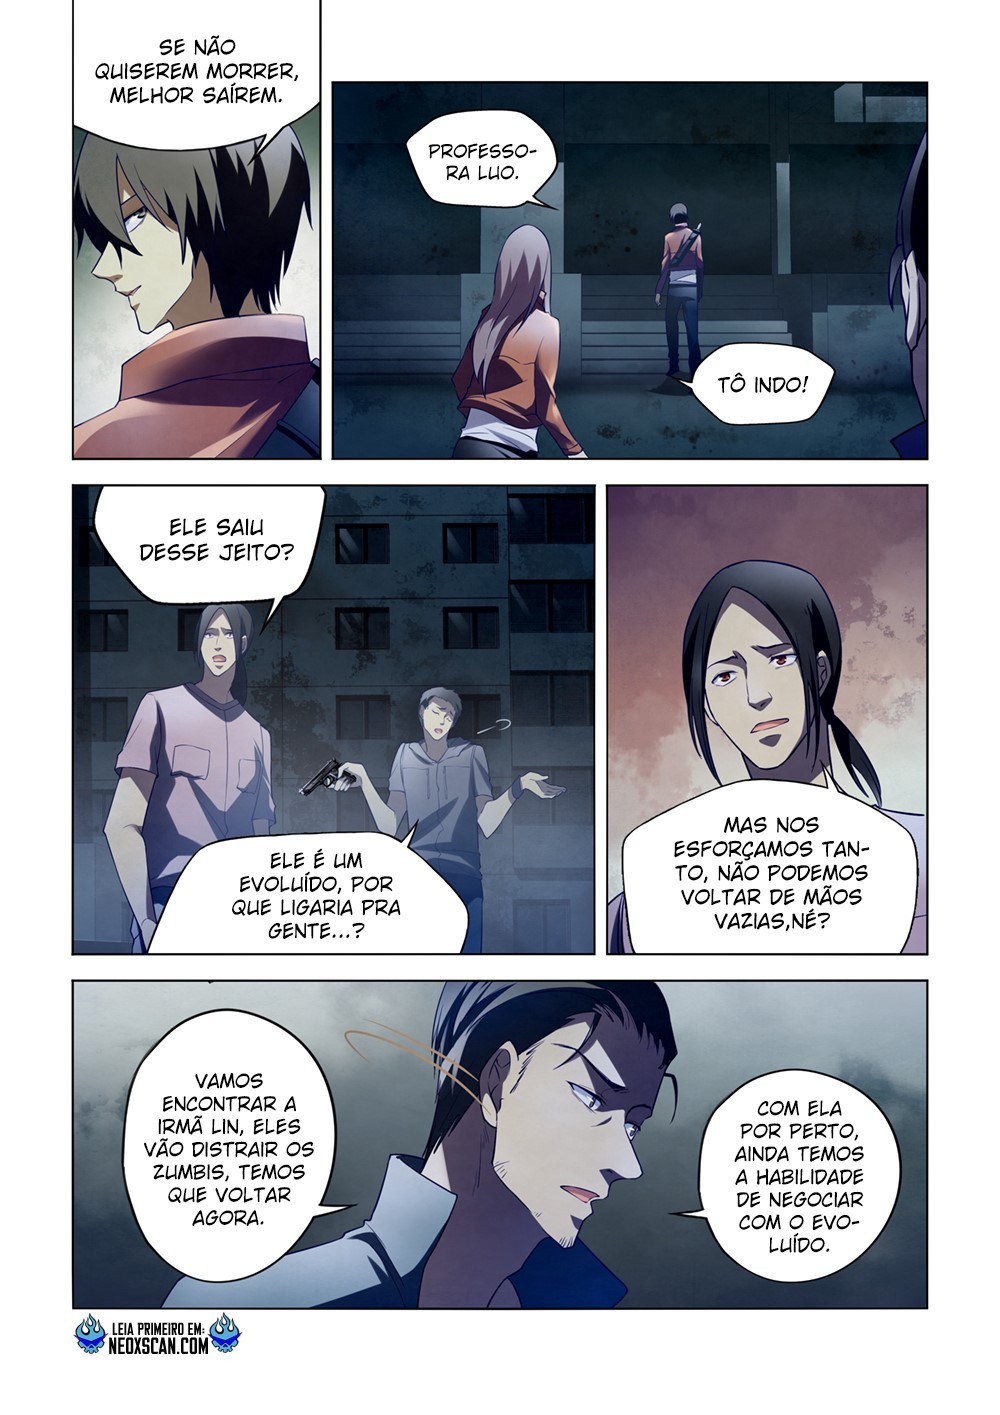 SE NÃO
QUISEREM MORRER,
MELHOR SAÍREM.
PROFESSO-
RA LUO.
TÔ INDO!
ELE SAIU
DESSE JEITO?
ELE É UM
EVOLUÍDO, POR
QUE LIGARIA PRA
GENTE...?
MAS NOS
ESFORÇAMOS TAN-
TO, NÃO PODEMOS
VOLTAR DE MÃOS
VAZIAS,NÉ?
VAMOS
ENCONTRAR A
IRMÃ LIN, ELES
VÃO DISTRAIR OS
ZUMBIS, TEMOS
QUE VOLTAR
AGORA.
COM ELA
POR PERTO,
AINDA TEMOS
A HABILIDADE
DE NEGOCIAR
COM O EVO-
LUÍDO.
LEIA PRIMEIRO EM:
NEOXSCAN.COM